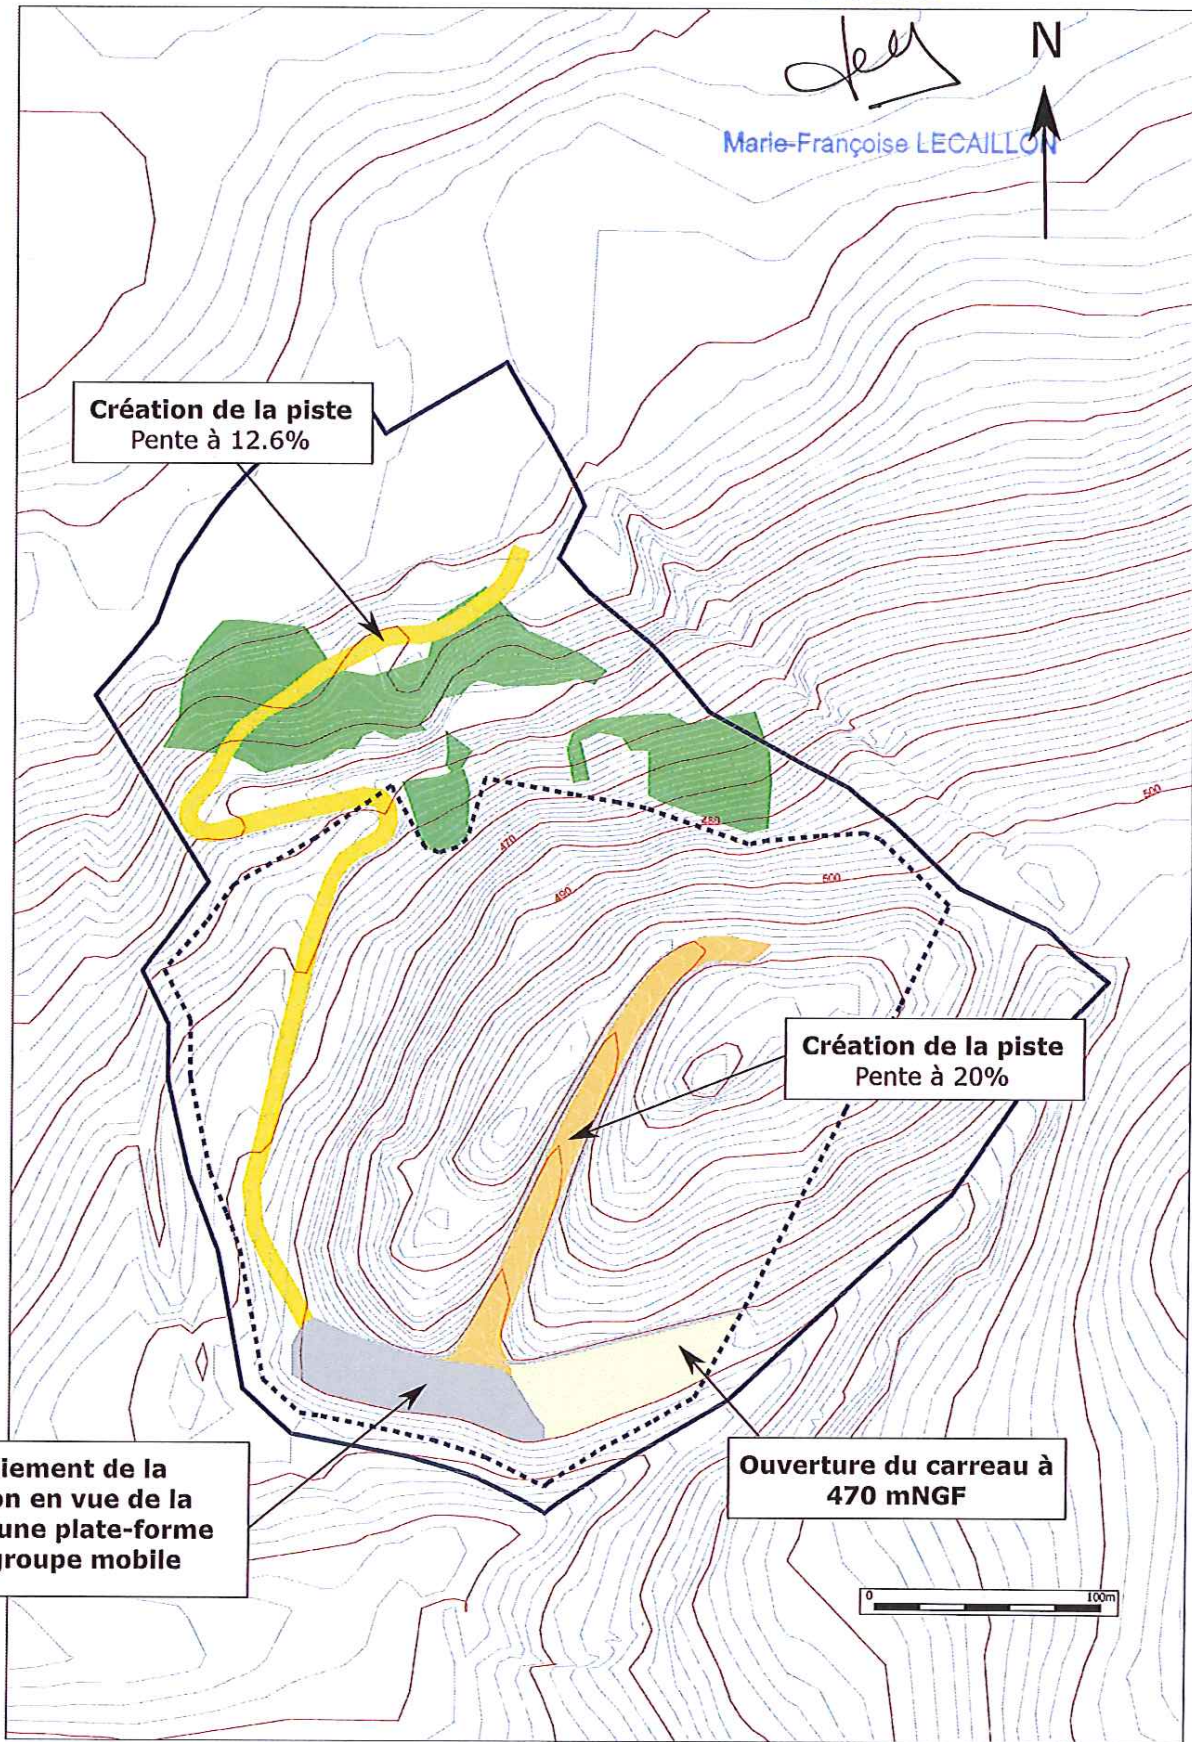 N
Marie-Françoise LECAILLON
Création de la piste
Pente à 12.6%
500
480
470
500
490
Création de la piste
Pente à 20%
iement de la
on en vue de la
une plate-forme
groupe mobile
Ouverture du carreau à
470 mNGF
0 100m